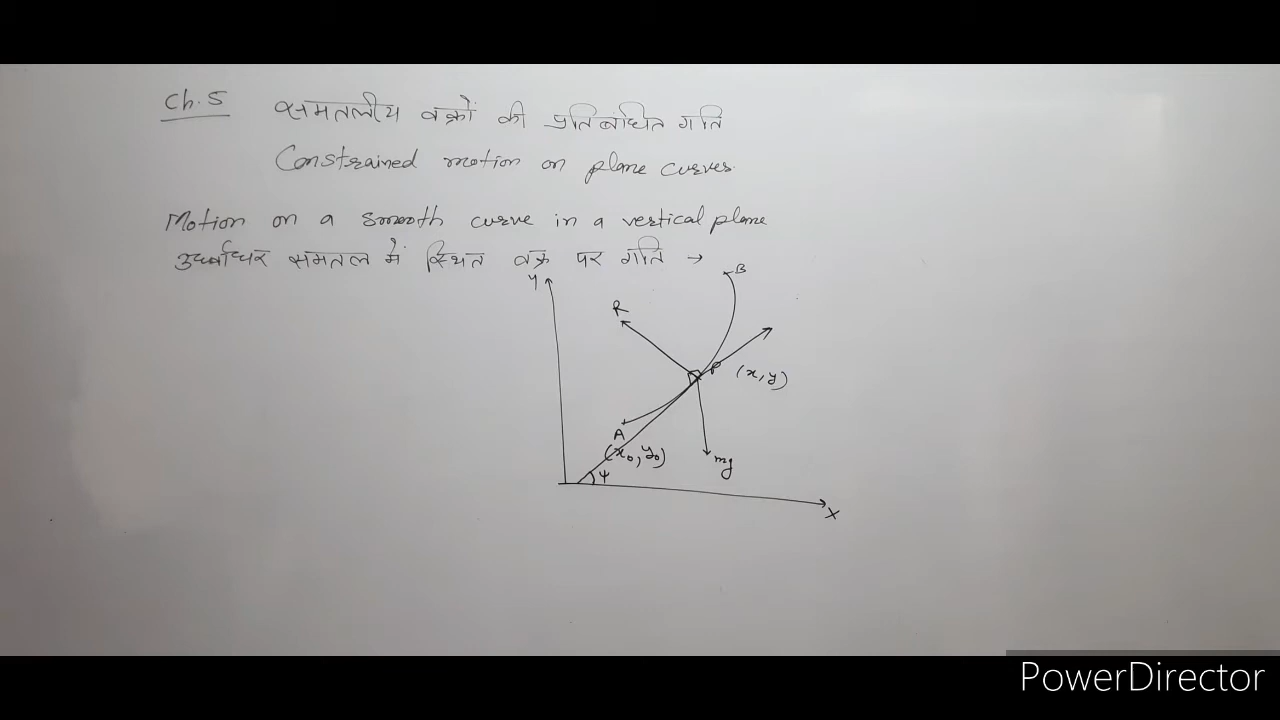 Ch.5 समतलीय वक्रों की प्रतिबंधित गति
Constrained motion on plane curves.
Motion on a smooth curve in a vertical plane
उर्ध्वाधर समतल में स्थित वक्र पर गति →
Y
B
R
P (x, y)
A
(x₀, y₀)
mg
ψ
X
PowerDirector